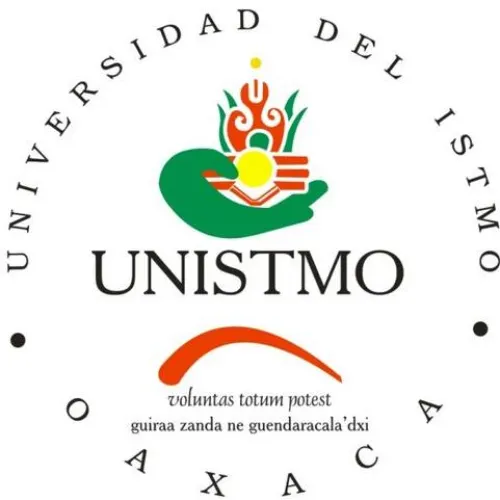 UNIVERSIDAD DEL ISTMO
UNISTMO
voluntas totum potest
guiraa zanda ne guendaracala'dxi
OAXACA